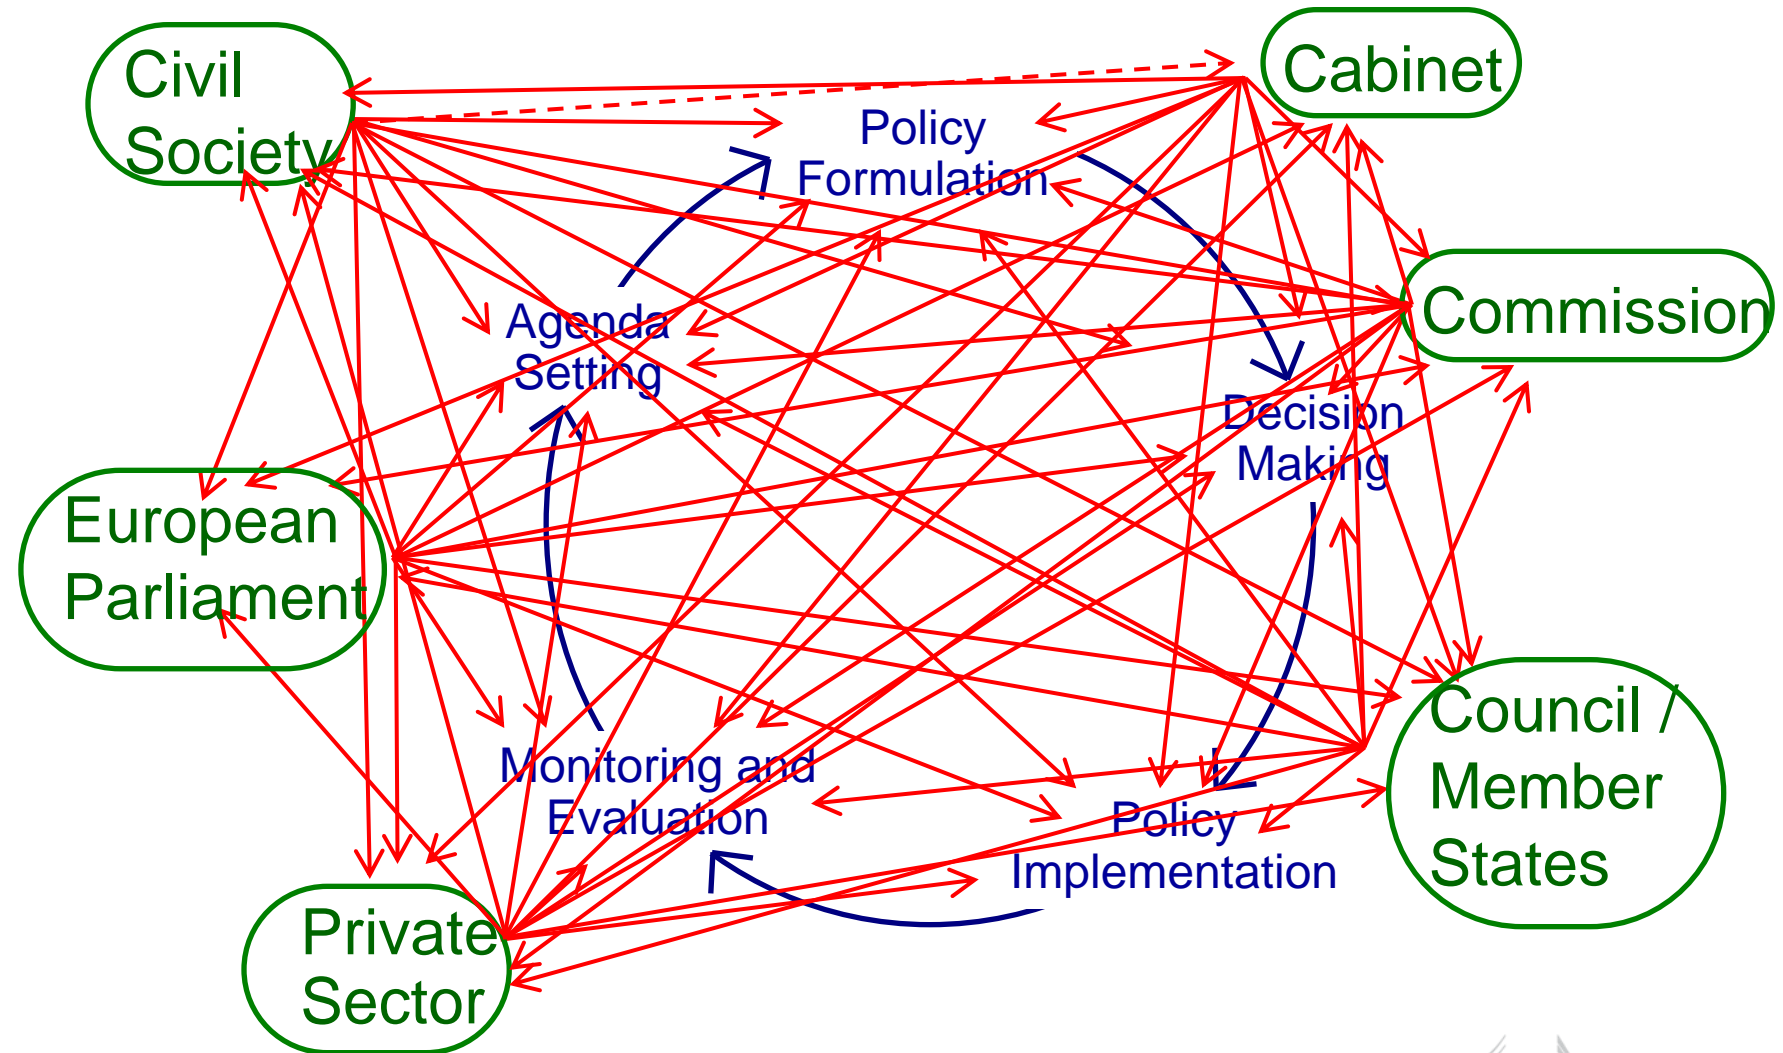 Civil
Society
Cabinet
Policy
Formulation
Commission
Agenda
Setting
Decision
Making
European
Parliament
Council /
Member
States
Monitoring and
Evaluation
Policy
Implementation
Private
Sector